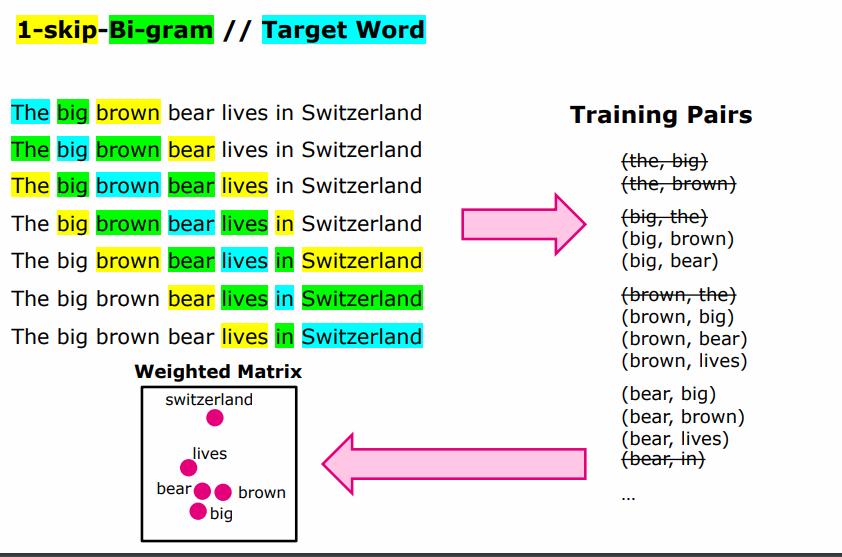 1-skip-Bi-gram // Target Word
The big brown bear lives in Switzerland
The big brown bear lives in Switzerland
The big brown bear lives in Switzerland
The big brown bear lives in Switzerland
The big brown bear lives in Switzerland
The big brown bear lives in Switzerland
The big brown bear lives in Switzerland
Training Pairs
(the, big)
(the, brown)
(big, the)
(big, brown)
(big, bear)
(brown, the)
(brown, big)
(brown, bear)
(brown, lives)
(bear, big)
(bear, brown)
(bear, lives)
(bear, in)
...
Weighted Matrix
switzerland
lives
bear
brown
big